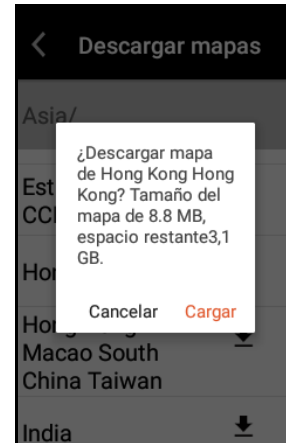 Descargar mapas
Asia/
¿Descargar mapa
de Hong Kong Hong
Kong? Tamaño del
mapa de 8.8 MB,
espacio restante3,1
GB.
Cancelar Cargar
Macao South
China Taiwan
India